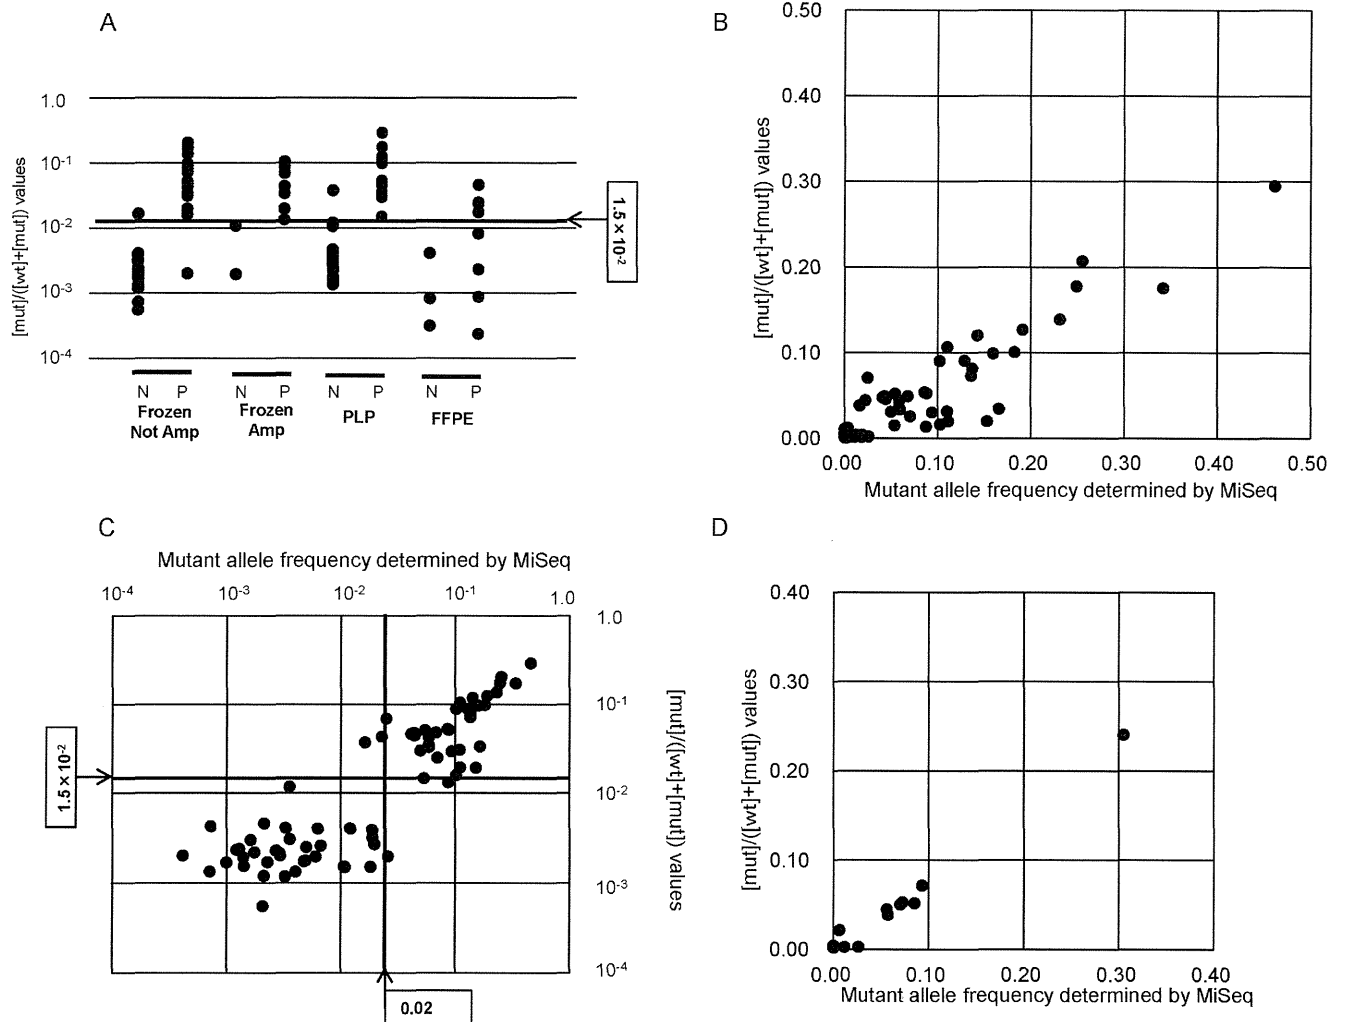 A
[mut]/([wt]+[mut]) values
1.0
10-1
10-2
10-3
10-4
1.5×10-2
N P N P N P N P
Frozen Not Amp
Frozen Amp
PLP
FFPE
B
[mut]/([wt]+[mut]) values
0.50
0.40
0.30
0.20
0.10
0.00
0.00 0.10 0.20 0.30 0.40 0.50
Mutant allele frequency determined by MiSeq
C
Mutant allele frequency determined by MiSeq
10-4 10-3 10-2 10-1 1.0
1.0
10-1
10-2
10-3
10-4
[mut]/([wt]+[mut]) values
1.5×10-2
0.02
D
[mut]/([wt]+[mut]) values
0.40
0.30
0.20
0.10
0.00
0.00 0.10 0.20 0.30 0.40
Mutant allele frequency determined by MiSeq